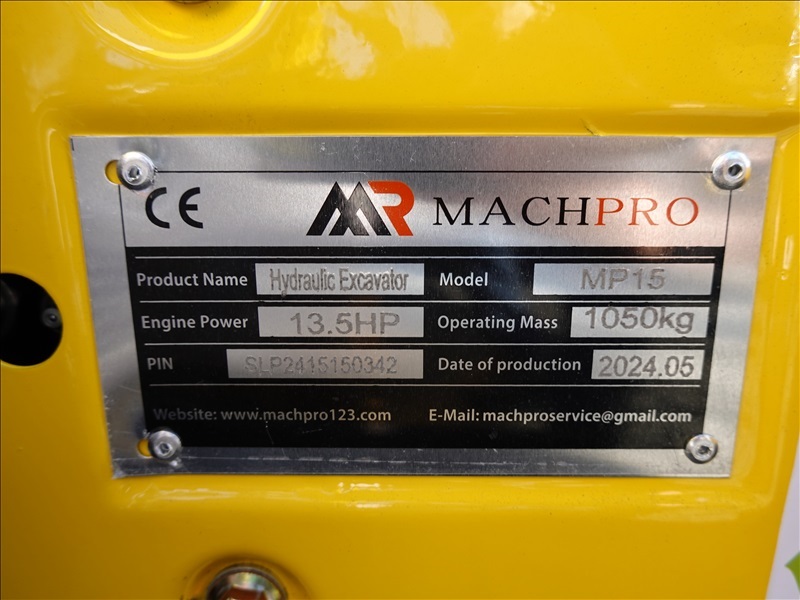 CE MR MACHPRO
Product Name Hydraulic Excavator Model MP15
Engine Power 13.5HP Operating Mass 1050kg
PIN SLP2415150342 Date of production 2024.05
Website: www.machpro123.com E-Mail: machproservice@gmail.com